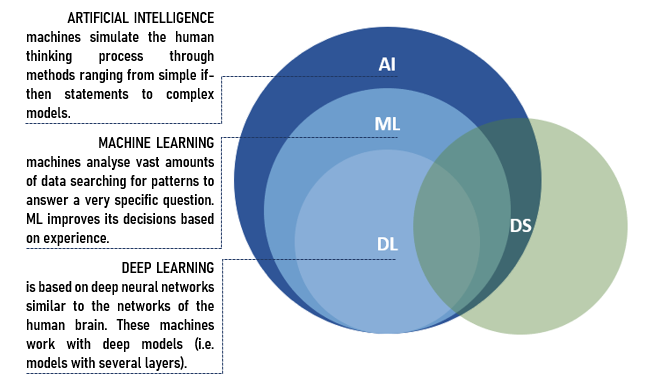 ARTIFICIAL INTELLIGENCE
machines simulate the human
thinking process through
methods ranging from simple if-
then statements to complex
models.
MACHINE LEARNING
machines analyse vast amounts
of data searching for patterns to
answer a very specific question.
ML improves its decisions based
on experience.
DEEP LEARNING
is based on deep neural networks
similar to the networks of the
human brain. These machines
work with deep models (i.e.
models with several layers).
AI
ML
DL
DS